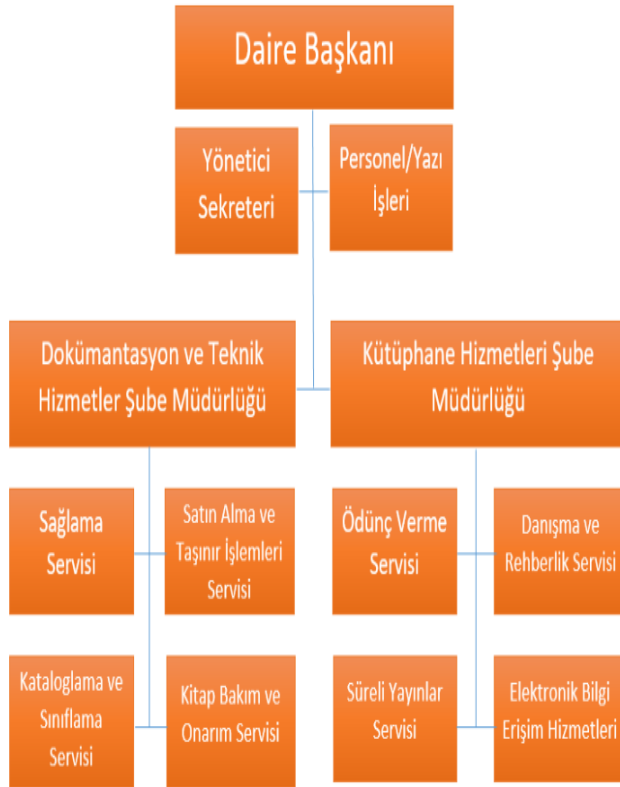 Daire Başkanı
Yönetici
Sekreteri
Personel/Yazı
İşleri
Dokümantasyon ve Teknik
Hizmetler Şube Müdürlüğü
Kütüphane Hizmetleri Şube
Müdürlüğü
Sağlama
Servisi
Satın Alma ve
Taşınır İşlemleri
Servisi
Ödünç Verme
Servisi
Danışma ve
Rehberlik Servisi
Kataloglama ve
Sınıflama
Servisi
Kitap Bakım ve
Onarım Servisi
Süreli Yayınlar
Servisi
Elektronik Bilgi
Erişim Hizmetleri